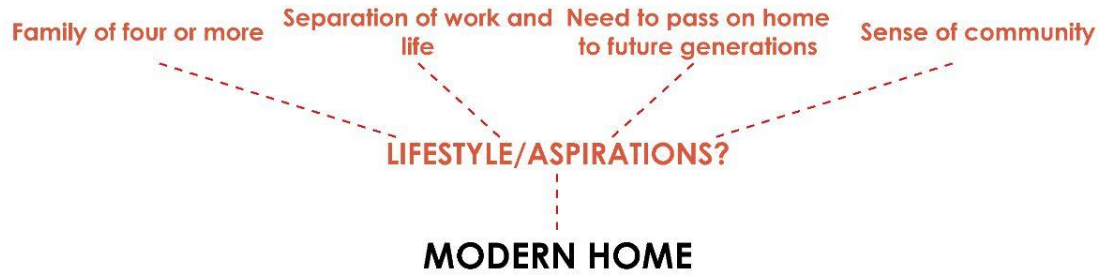 Family of four or more
Separation of work and
life
Need to pass on home
to future generations
Sense of community
LIFESTYLE/ASPIRATIONS?
MODERN HOME